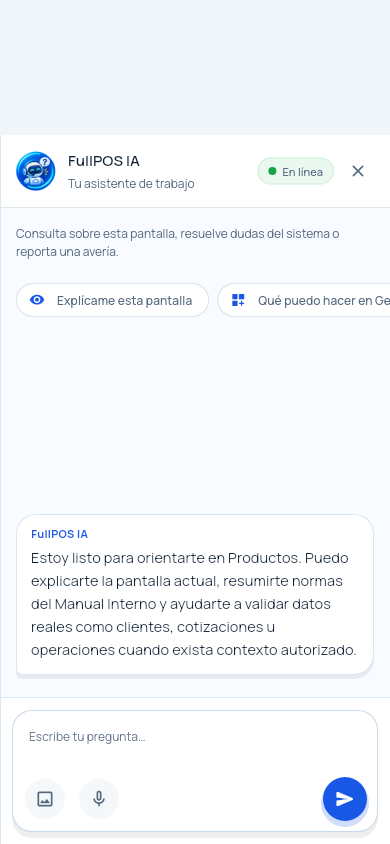 FullPOS IA
Tu asistente de trabajo
En línea
Consulta sobre esta pantalla, resuelve dudas del sistema o
reporta una avería.
Explícame esta pantalla
Qué puedo hacer en Ge
FullPOS IA
Estoy listo para orientarte en Productos. Puedo
explicarte la pantalla actual, resumirte normas
del Manual Interno y ayudarte a validar datos
reales como clientes, cotizaciones u
operaciones cuando exista contexto autorizado.
Escribe tu pregunta...